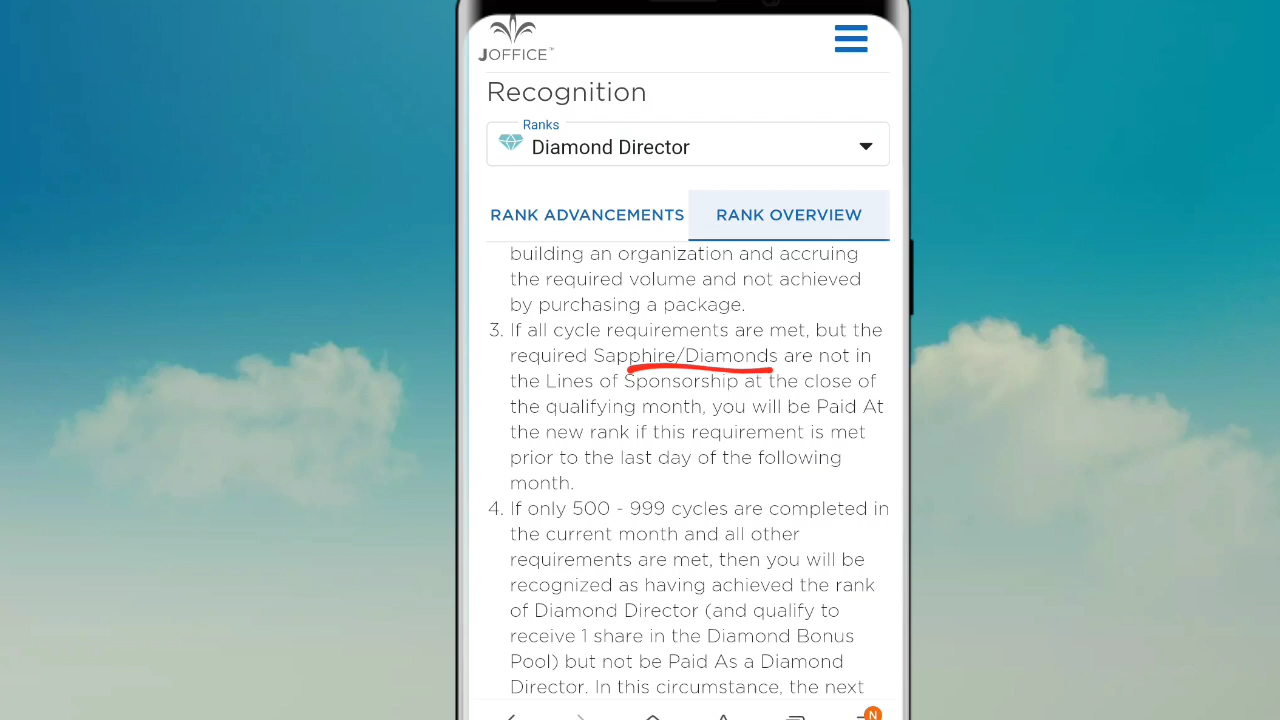 JOFFICE™
Recognition
Ranks
Diamond Director
RANK ADVANCEMENTS RANK OVERVIEW
building an organization and accruing
the required volume and not achieved
by purchasing a package.
3. If all cycle requirements are met, but the
required Sapphire/Diamonds are not in
the Lines of Sponsorship at the close of
the qualifying month, you will be Paid At
the new rank if this requirement is met
prior to the last day of the following
month.
4. If only 500 - 999 cycles are completed in
the current month and all other
requirements are met, then you will be
recognized as having achieved the rank
of Diamond Director (and qualify to
receive 1 share in the Diamond Bonus
Pool) but not be Paid As a Diamond
Director. In this circumstance, the next
N